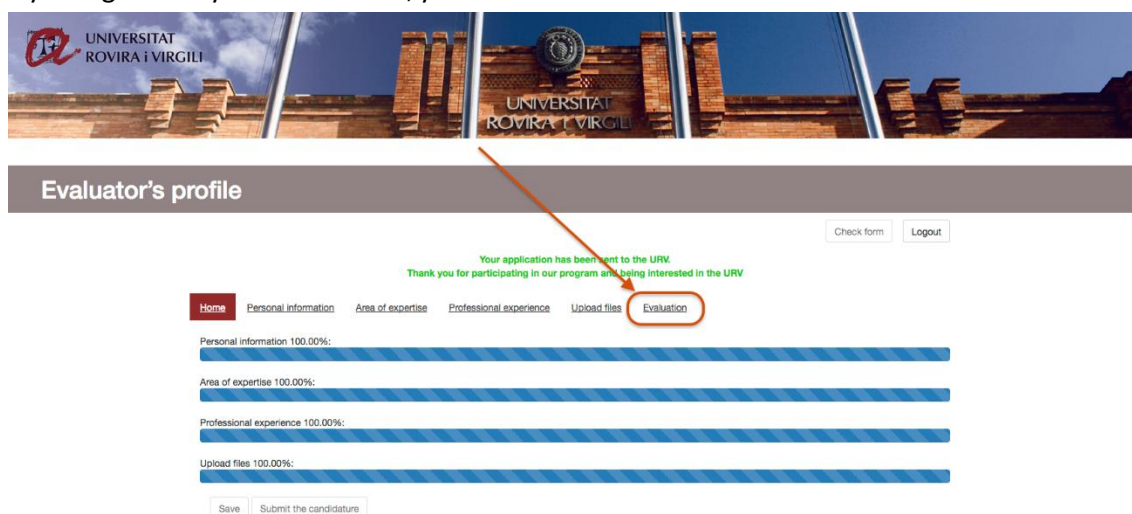 UNIVERSITAT
ROVIRA i VIRGILI
UNIVERSITAT
ROVIRA I VIRGILI
Evaluator's profile
Check form Logout
Your application has been sent to the URV.
Thank you for participating in our program and being interested in the URV
Home Personal information Area of expertise Professional experience Upload files Evaluation
Personal information 100.00%:
Area of expertise 100.00%:
Professional experience 100.00%:
Upload files 100.00%:
Save Submit the candidature